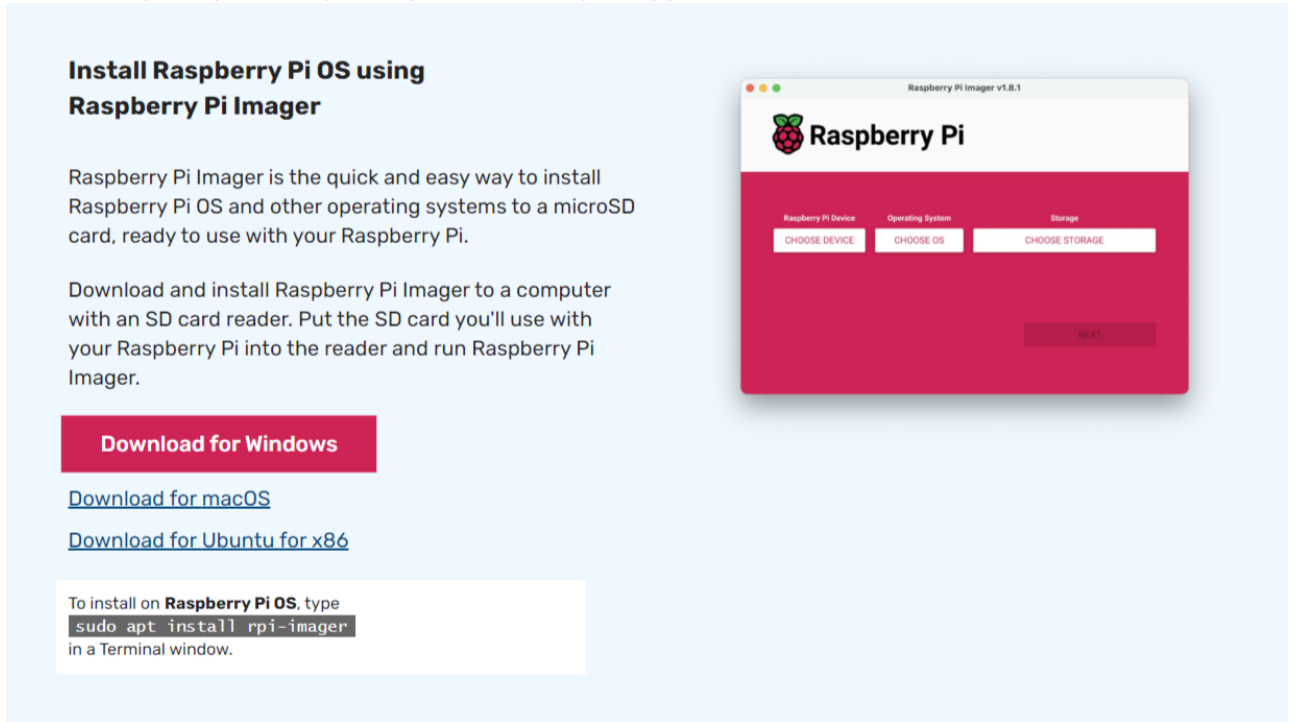 Install Raspberry Pi OS using
Raspberry Pi Imager
Raspberry Pi Imager is the quick and easy way to install
Raspberry Pi OS and other operating systems to a microSD
card, ready to use with your Raspberry Pi.
Download and install Raspberry Pi Imager to a computer
with an SD card reader. Put the SD card you'll use with
your Raspberry Pi into the reader and run Raspberry Pi
Imager.
Download for Windows
Download for macOS
Download for Ubuntu for x86
To install on Raspberry Pi OS, type
sudo apt install rpi-imager
in a Terminal window.
Raspberry Pi Imager v1.8.1
Raspberry Pi
Raspberry Pi Device Operating System Storage
CHOOSE DEVICE CHOOSE OS CHOOSE STORAGE
NEXT